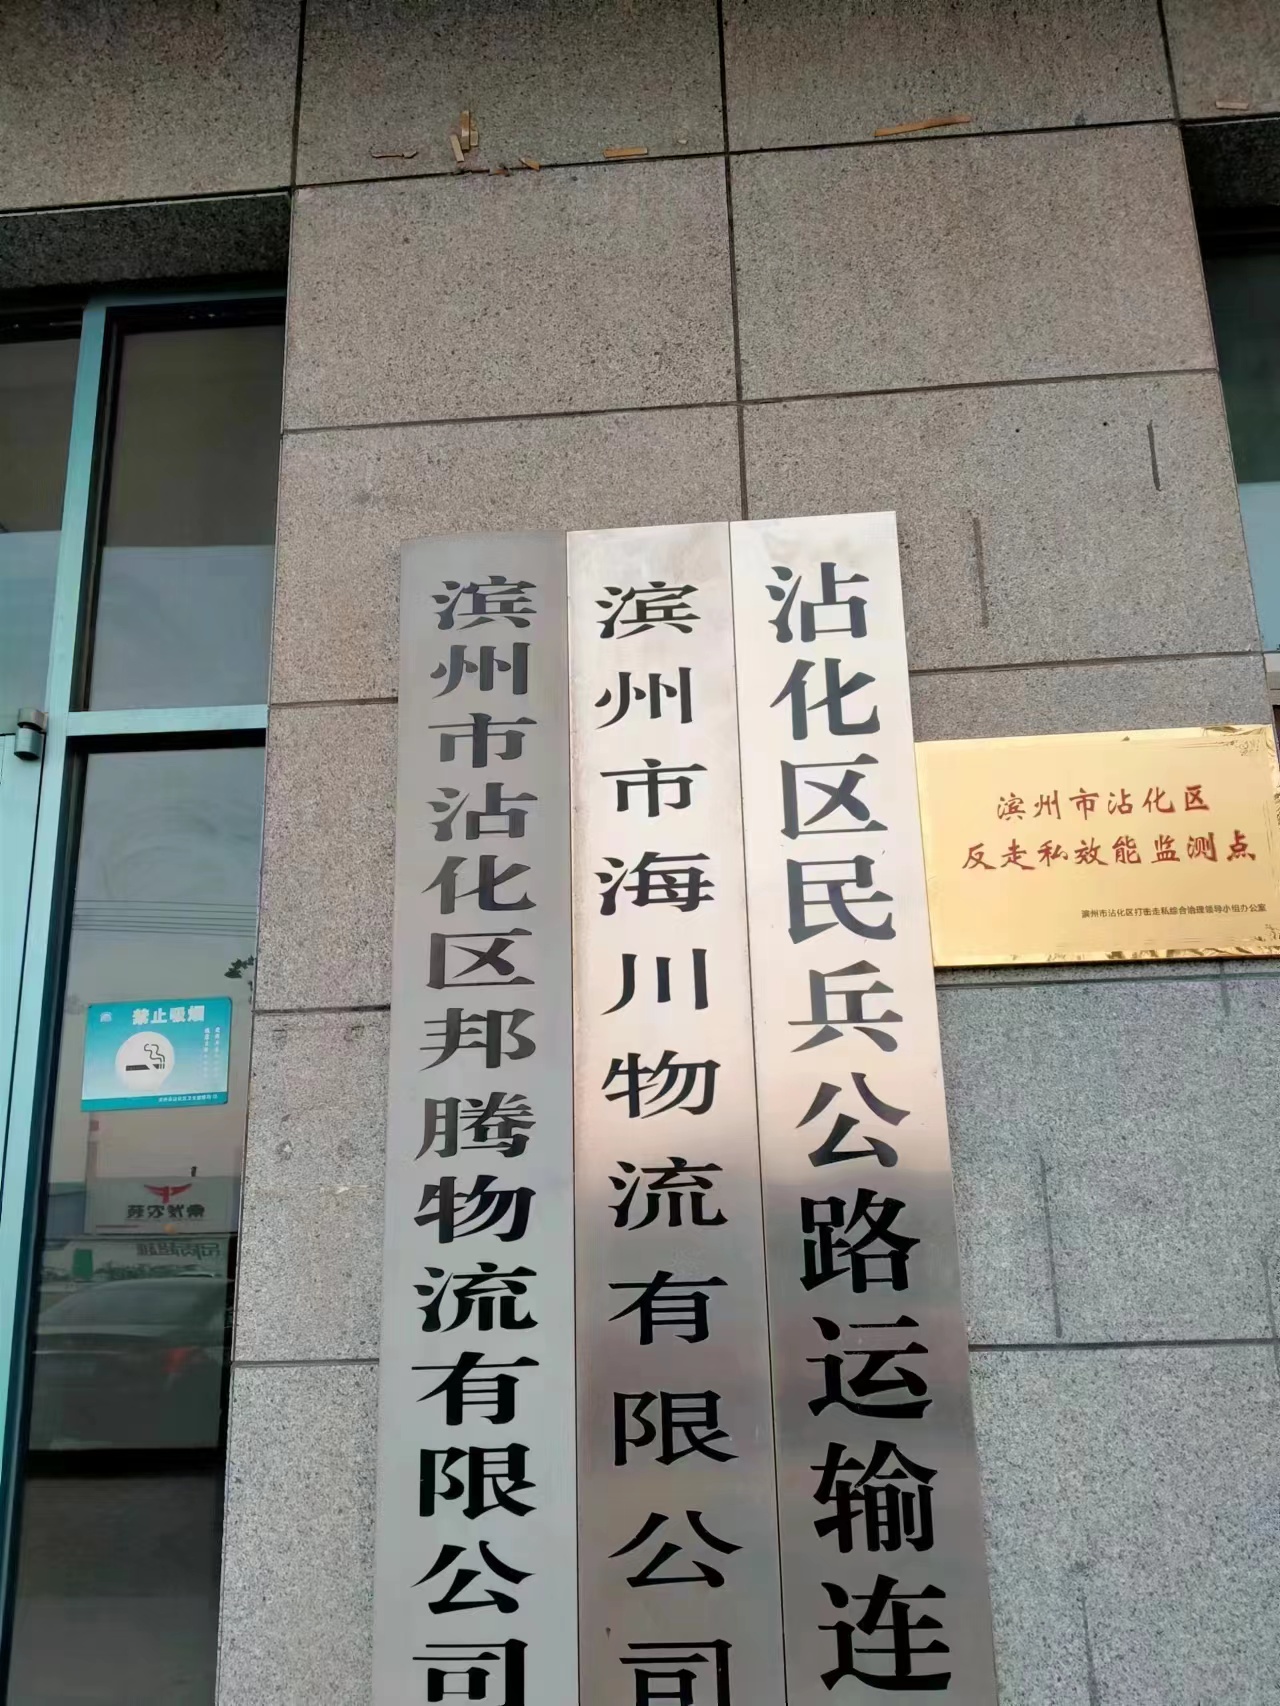 滨州市沾化区邦腾物流有限公司
滨州市海川物流有限公司
沾化区民兵公路运输连
滨州市沾化区
反走私效能监测点
滨州市沾化区打击走私综合治理领导小组办公室
禁止吸烟